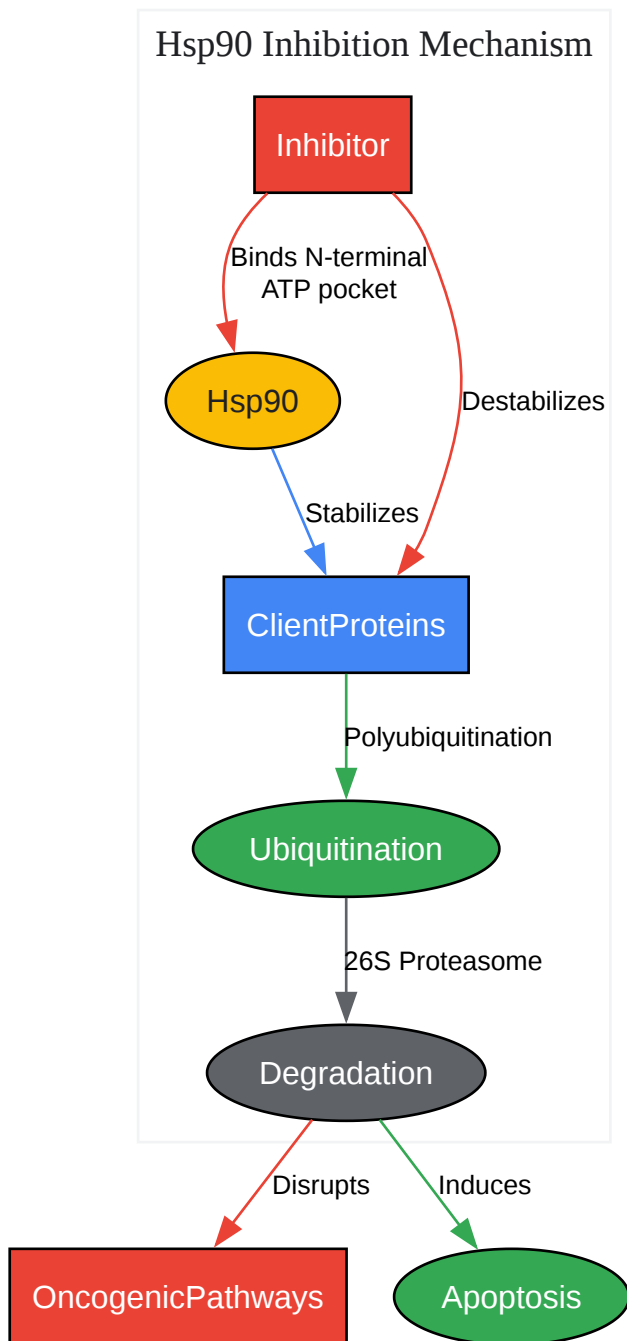 Hsp90 Inhibition Mechanism
Inhibitor
Binds N-terminal
ATP pocket
Hsp90
Destabilizes
Stabilizes
ClientProteins
Polyubiquitination
Ubiquitination
26S Proteasome
Degradation
Disrupts
Induces
OncogenicPathways
Apoptosis